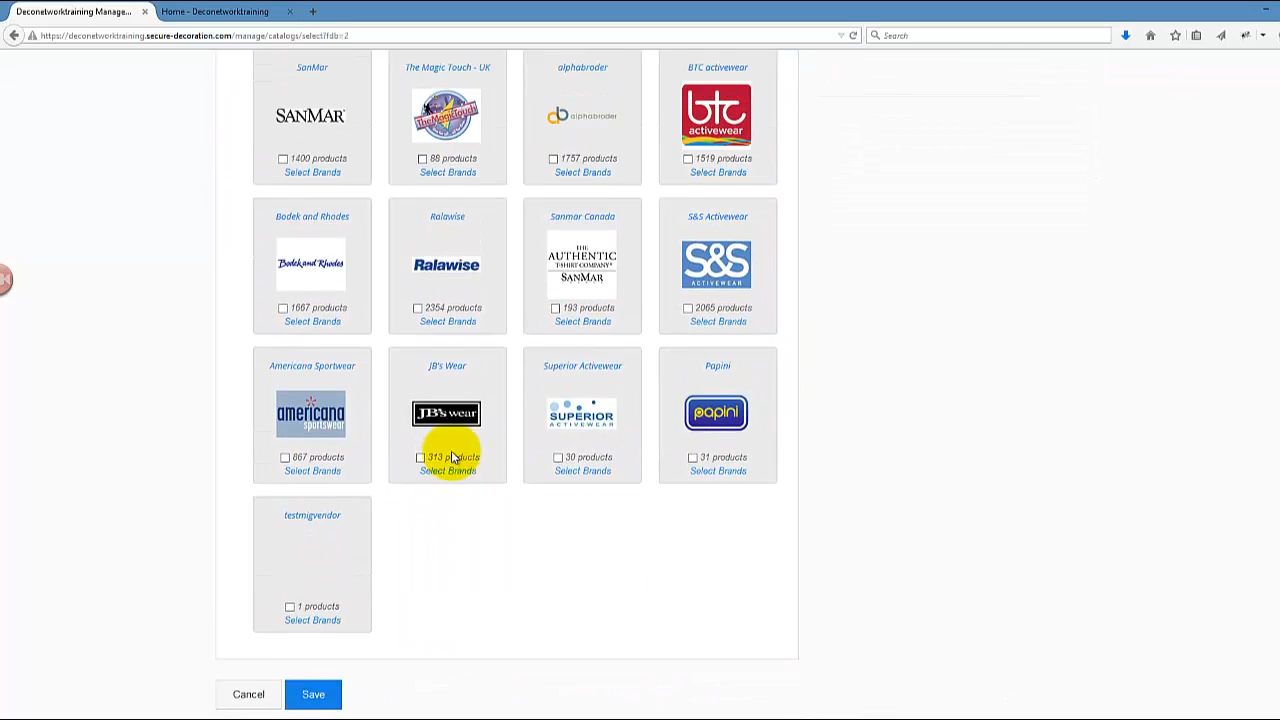 Deconetworktraining Manage...
Home - Deconetworktraining
https://deconetworktraining.secure-decoration.com/manage/catalogs/select?fdb=2
Search
SanMar
The Magic Touch - UK
alphabroder
BTC activewear
SANMAR
TheMagicTouch
ab alphabroder
btc
activewear
1400 products
88 products
1757 products
1519 products
Select Brands
Select Brands
Select Brands
Select Brands
Bodek and Rhodes
Ralawise
Sanmar Canada
S&S Activewear
Bodek and Rhodes
Ralawise
THE
AUTHENTIC
T-SHIRT COMPANY®
SANMAR
S&S
ACTIVEWEAR
1667 products
2354 products
193 products
2065 products
Select Brands
Select Brands
Select Brands
Select Brands
Americana Sportwear
JB's Wear
Superior Activewear
Papini
americana
sportswear
JB's wear
SUPERIOR
ACTIVEWEAR
papini
867 products
313 products
30 products
31 products
Select Brands
Select Brands
Select Brands
Select Brands
testmigvendor
1 products
Select Brands
Cancel
Save